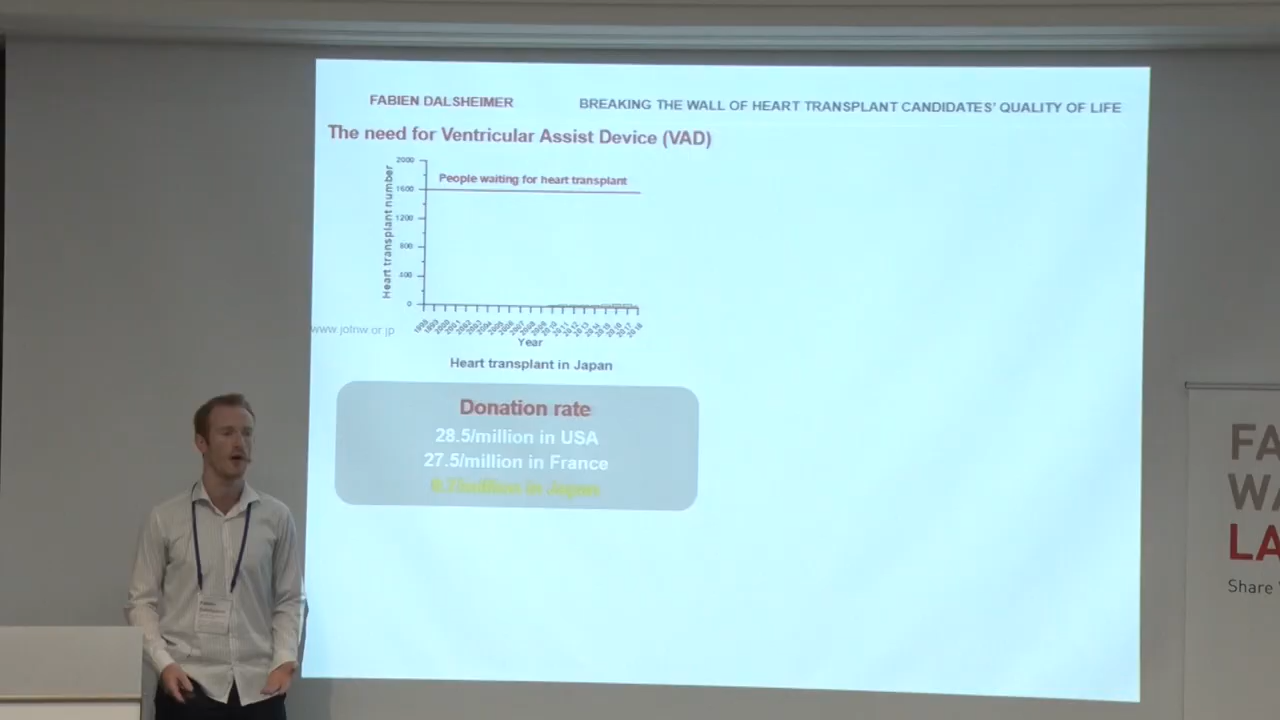 FABIEN DALSHEIMER
BREAKING THE WALL OF HEART TRANSPLANT CANDIDATES' QUALITY OF LIFE
The need for Ventricular Assist Device (VAD)
Heart transplant number
2000
1600
1200
800
400
0
People waiting for heart transplant
Year
www.jotnw.or.jp
Heart transplant in Japan
Donation rate
28.5/million in USA
27.5/million in France
in Japan
FA
WA
LA
Share